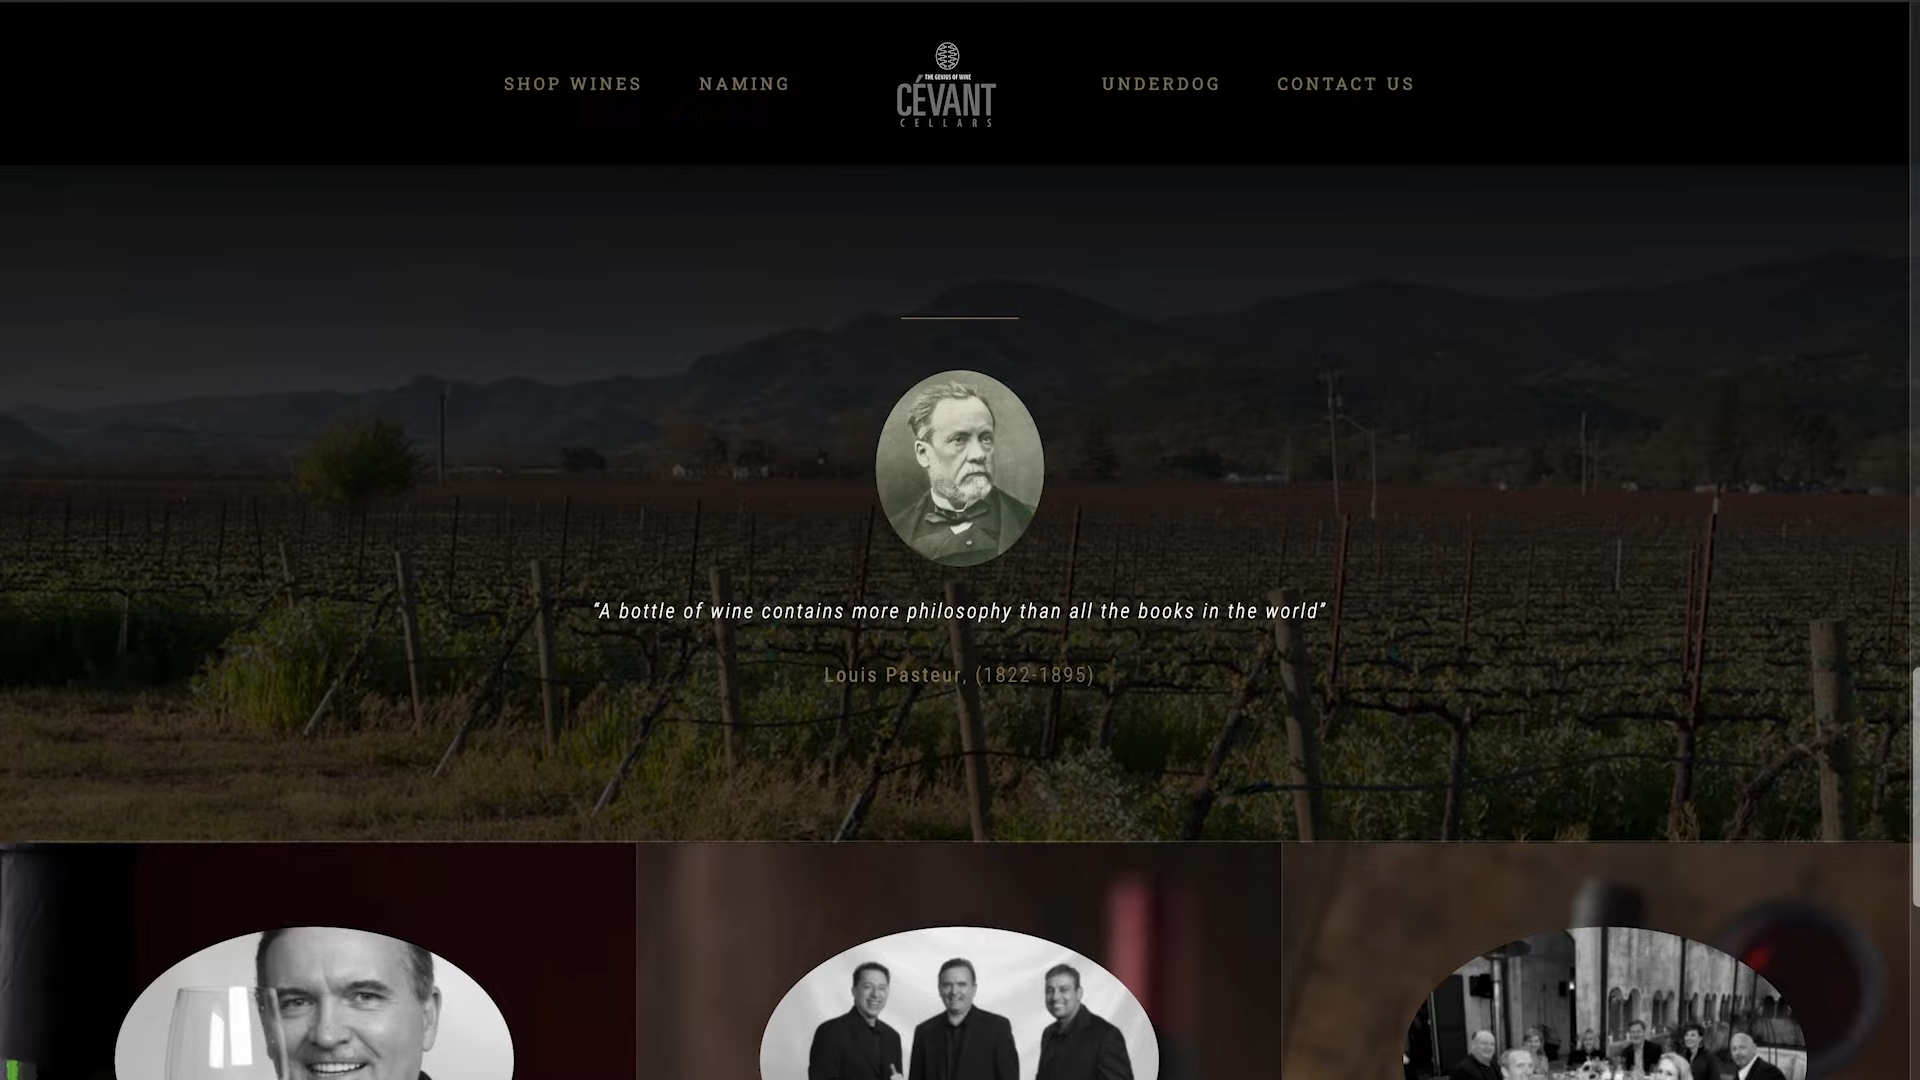 SHOP WINES
NAMING
THE GENIUS OF WINE
CÉVANT
CELLARS
UNDERDOG
CONTACT US
“A bottle of wine contains more philosophy than all the books in the world”
Louis Pasteur, (1822-1895)